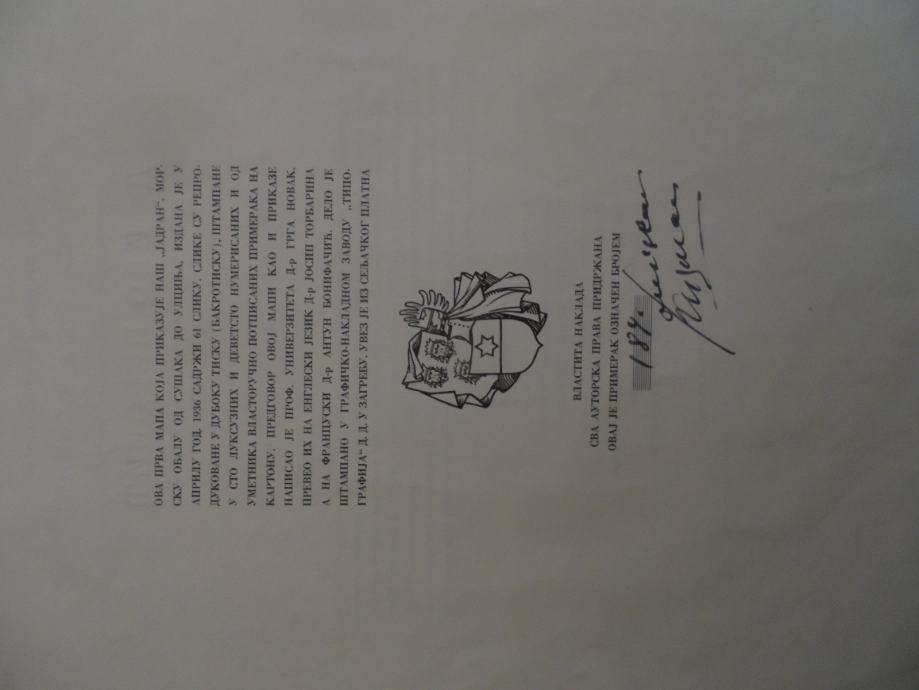 ОВА ПРВА МАПА КОЈА ПРИКАЗУЈЕ НАШ „ЈАДРАН“, МОР-
СКУ ОБАЛУ ОД СУШАКА ДО УЛЦИЊА, ИЗДАНА ЈЕ У
АПРИЛУ ГОД. 1936 САДРЖИ 61 СЛИКУ. СЛИКЕ СУ РЕПРО-
ДУКОВАНЕ У ДУБОКУ ТИСКУ (БАКРОТИСКУ), ШТАМПАНЕ
У СТО ЛУКСУЗНИХ И ДЕВЕТСТО НУМЕРИСАНИХ И ОД
УМЕТНИКА ВЛАСТОРУЧНО ПОТПИСАНИХ ПРИМЕРАКА НА
КАРТОНУ. ПРЕДГОВОР ОВОЈ МАПИ КАО И ПРИКАЗЕ
НАПИСАО ЈЕ ПРОФ. УНИВЕРЗИТЕТА Д-р ГРГА НОВАК,
ПРЕВЕО ИХ НА ЕНГЛЕСКИ ЈЕЗИК Д-р ЈОСИП ТОРБАРИНА
А НА ФРАНЦУСКИ Д-р АНТУН БОНИФАЧИЋ. ДЕЛО ЈЕ
ШТАМПАНО У ГРАФИЧКО-НАКЛАДНОМ ЗАВОДУ „ТИПО-
ГРАФИЈА“ Д. Д. У ЗАГРЕБУ, УВЕЗ ЈЕ ИЗ СЕЉАЧКОГ ПЛАТНА
ВЛАСТИТА НАКЛАДА
СВА АУТОРСКА ПРАВА ПРИДРЖАНА
ОВАЈ ЈЕ ПРИМЕРАК ОЗНАЧЕН БРОЈЕМ